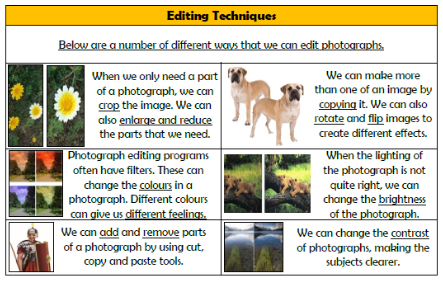 Editing Techniques
Below are a number of different ways that we can edit photographs.
When we only need a part
of a photograph, we can
crop the image. We can
also enlarge and reduce
the parts that we need.
We can make more
than one of an image by
copying it. We can also
rotate and flip images to
create different effects.
Photograph editing programs
often have filters. These can
change the colours in a
photograph. Different colours
can give us different feelings.
When the lighting of
the photograph is not
quite right, we can
change the brightness
of the photograph.
We can add and remove parts
of a photograph by using cut,
copy and paste tools.
We can change the contrast
of photographs, making the
subjects clearer.